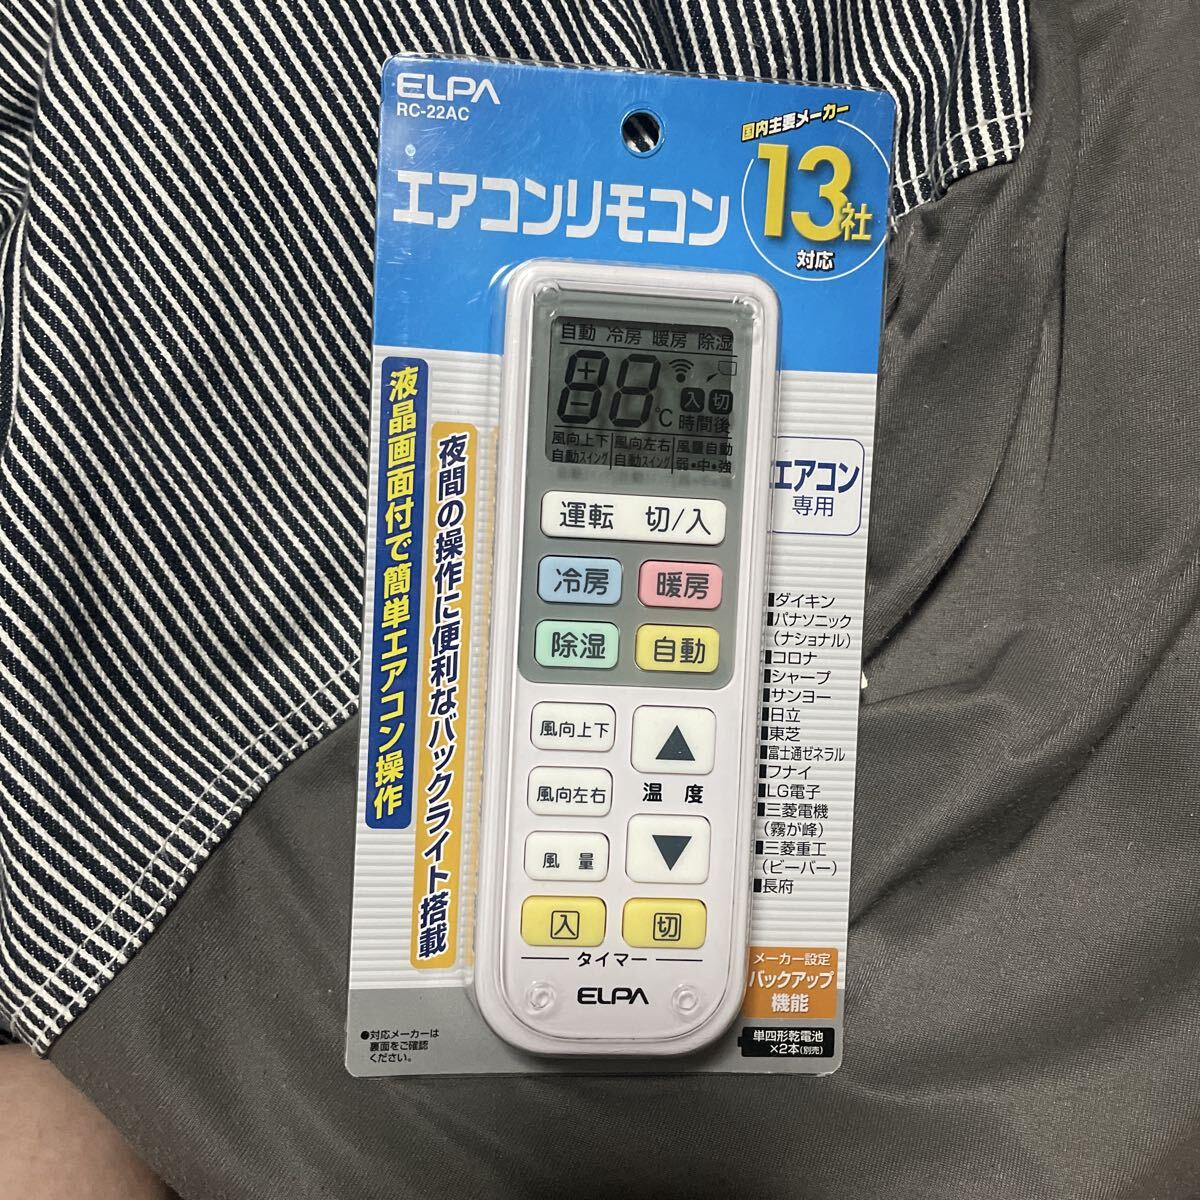 ELPA
RC-22AC
国内主要メーカー
13社
対応
エアコンリモコン
液晶画面付で簡単エアコン操作
夜間の操作に便利なバックライト搭載
自動 冷房 暖房 除湿
+
-
88℃
入 切
時間後
風向上下 風向左右 風量自動
自動スイング 自動スイング 弱・中・強
エアコン
専用
運転 切/入
冷房 暖房
除湿 自動
風向上下
風向左右
温度
風量
入 切
タイマー
ELPA
■ダイキン
■パナソニック
(ナショナル)
■コロナ
■シャープ
■サンヨー
■日立
■東芝
■富士通ゼネラル
■フナイ
■LG電子
■三菱電機
(霧が峰)
■三菱重工
(ビーバー)
■長府
メーカー設定
バックアップ
機能
単四形乾電池
×2本(別売)
●対応メーカーは
裏面をご確認
ください。